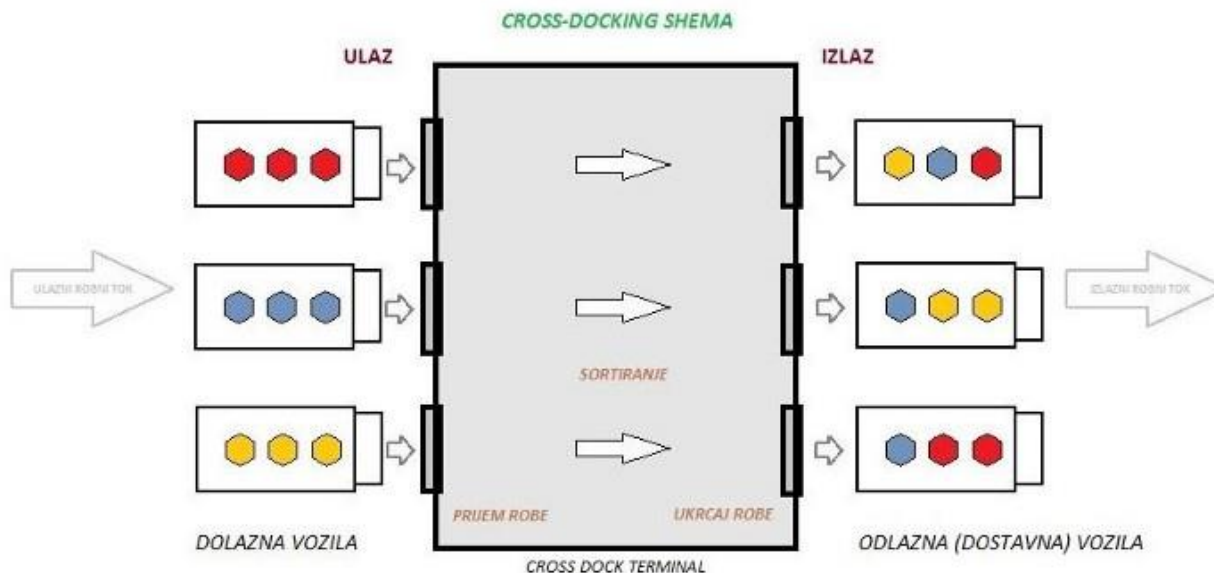 CROSS-DOCKING SHEMA
ULAZ
IZLAZ
ULAZNI ROBNI TOK
IZLAZNI ROBNI TOK
SORTIRANJE
PRIJEM ROBE
UKRCAJ ROBE
DOLAZNA VOZILA
ODLAZNA (DOSTAVNA) VOZILA
CROSS DOCK TERMINAL